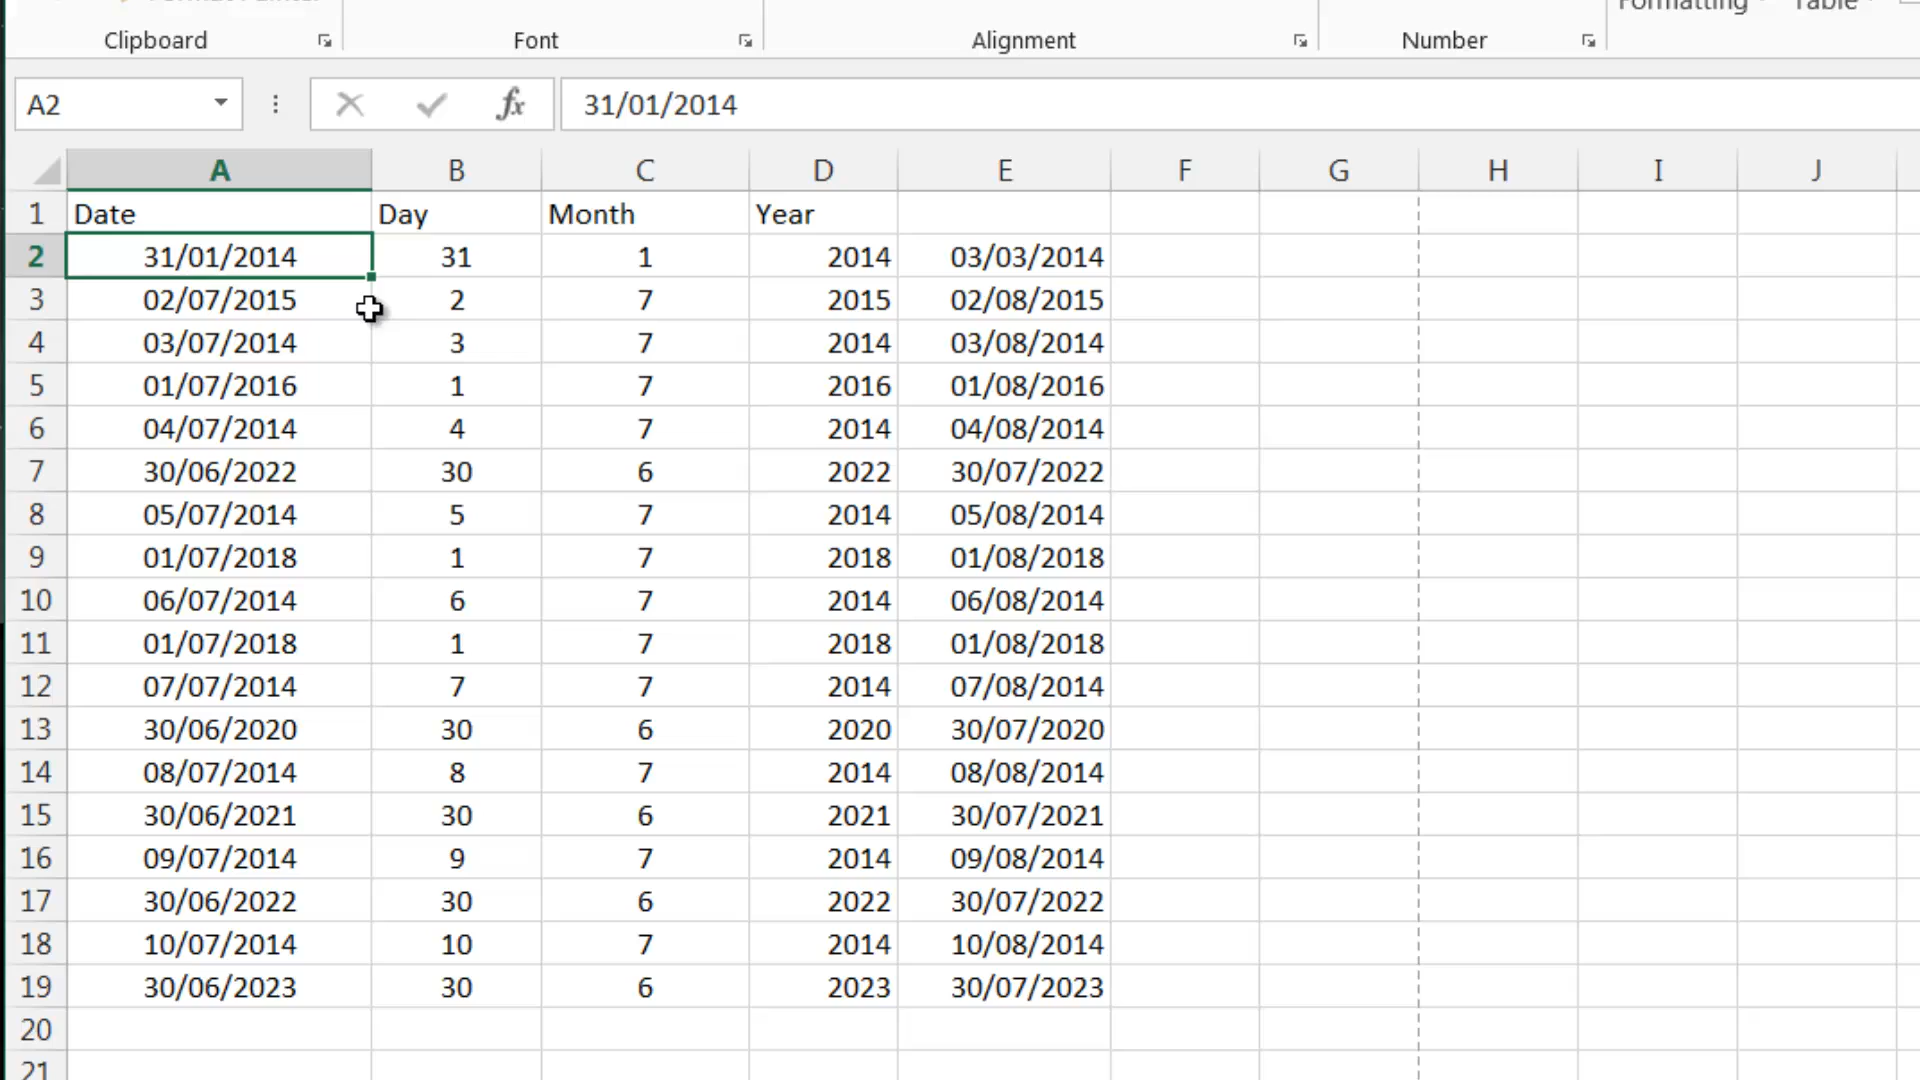 Formatting Table
Clipboard Font Alignment Number
A2 fx 31/01/2014
A B C D E F G H I J
1 Date Day Month Year
2 31/01/2014 31 1 2014 03/03/2014
3 02/07/2015 2 7 2015 02/08/2015
4 03/07/2014 3 7 2014 03/08/2014
5 01/07/2016 1 7 2016 01/08/2016
6 04/07/2014 4 7 2014 04/08/2014
7 30/06/2022 30 6 2022 30/07/2022
8 05/07/2014 5 7 2014 05/08/2014
9 01/07/2018 1 7 2018 01/08/2018
10 06/07/2014 6 7 2014 06/08/2014
11 01/07/2018 1 7 2018 01/08/2018
12 07/07/2014 7 7 2014 07/08/2014
13 30/06/2020 30 6 2020 30/07/2020
14 08/07/2014 8 7 2014 08/08/2014
15 30/06/2021 30 6 2021 30/07/2021
16 09/07/2014 9 7 2014 09/08/2014
17 30/06/2022 30 6 2022 30/07/2022
18 10/07/2014 10 7 2014 10/08/2014
19 30/06/2023 30 6 2023 30/07/2023
20
21